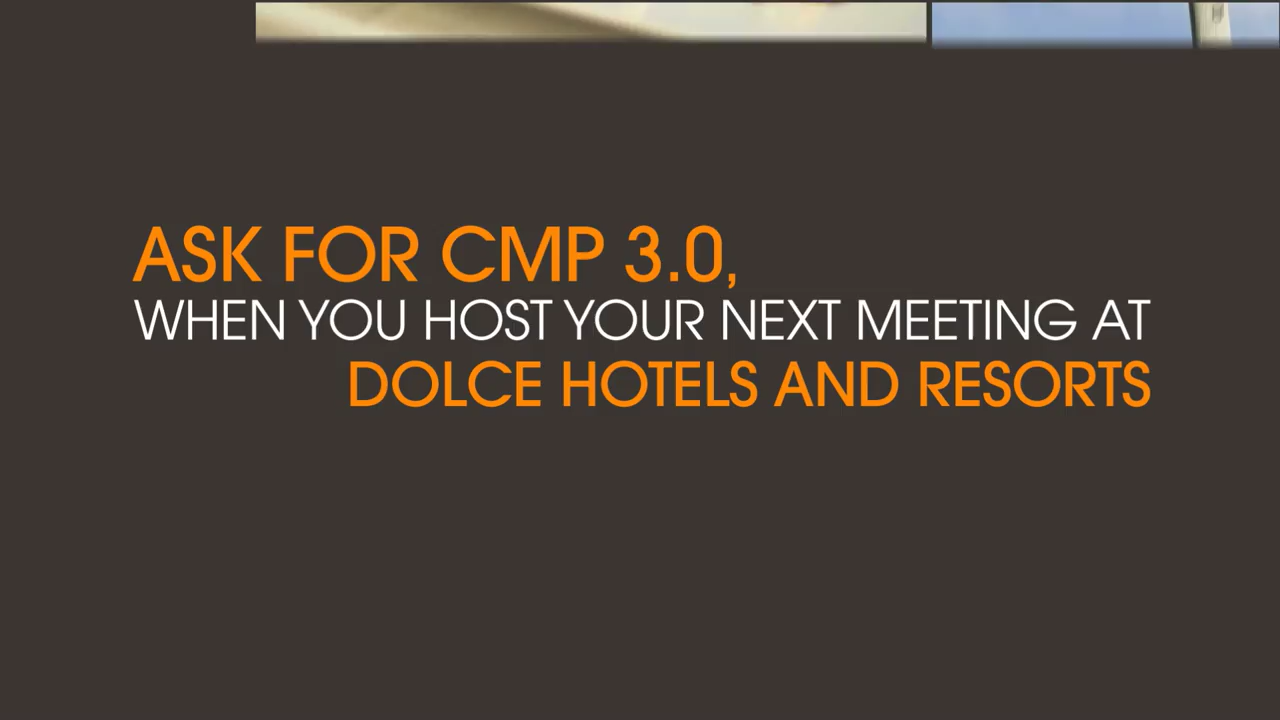 ASK FOR CMP 3.0,
WHEN YOU HOST YOUR NEXT MEETING AT
DOLCE HOTELS AND RESORTS